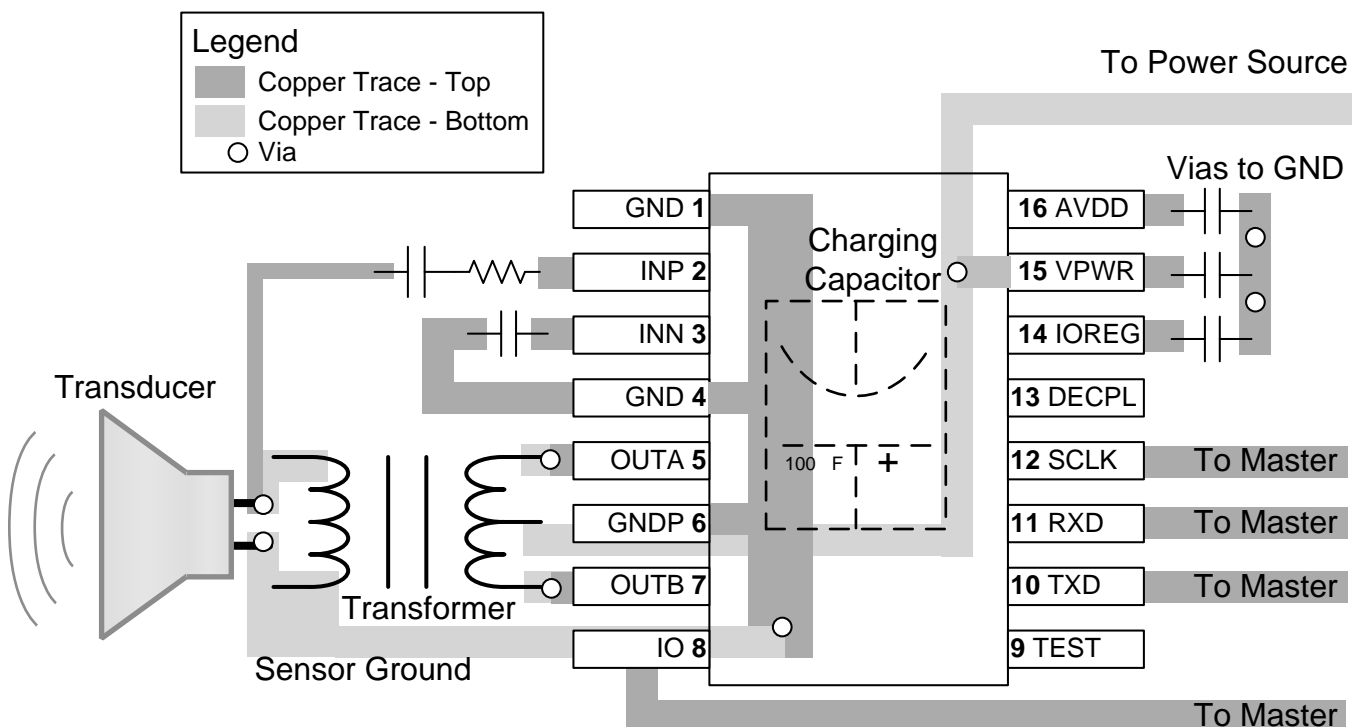 Legend
Copper Trace - Top
Copper Trace - Bottom
Via
To Power Source
Vias to GND
GND 1
INP 2
INN 3
GND 4
OUTA 5
GNDP 6
OUTB 7
IO 8
Charging
Capacitor
100 F +
16 AVDD
15 VPWR
14 IOREG
13 DECPL
12 SCLK
To Master
11 RXD
To Master
10 TXD
To Master
9 TEST
To Master
Transducer
Transformer
Sensor Ground